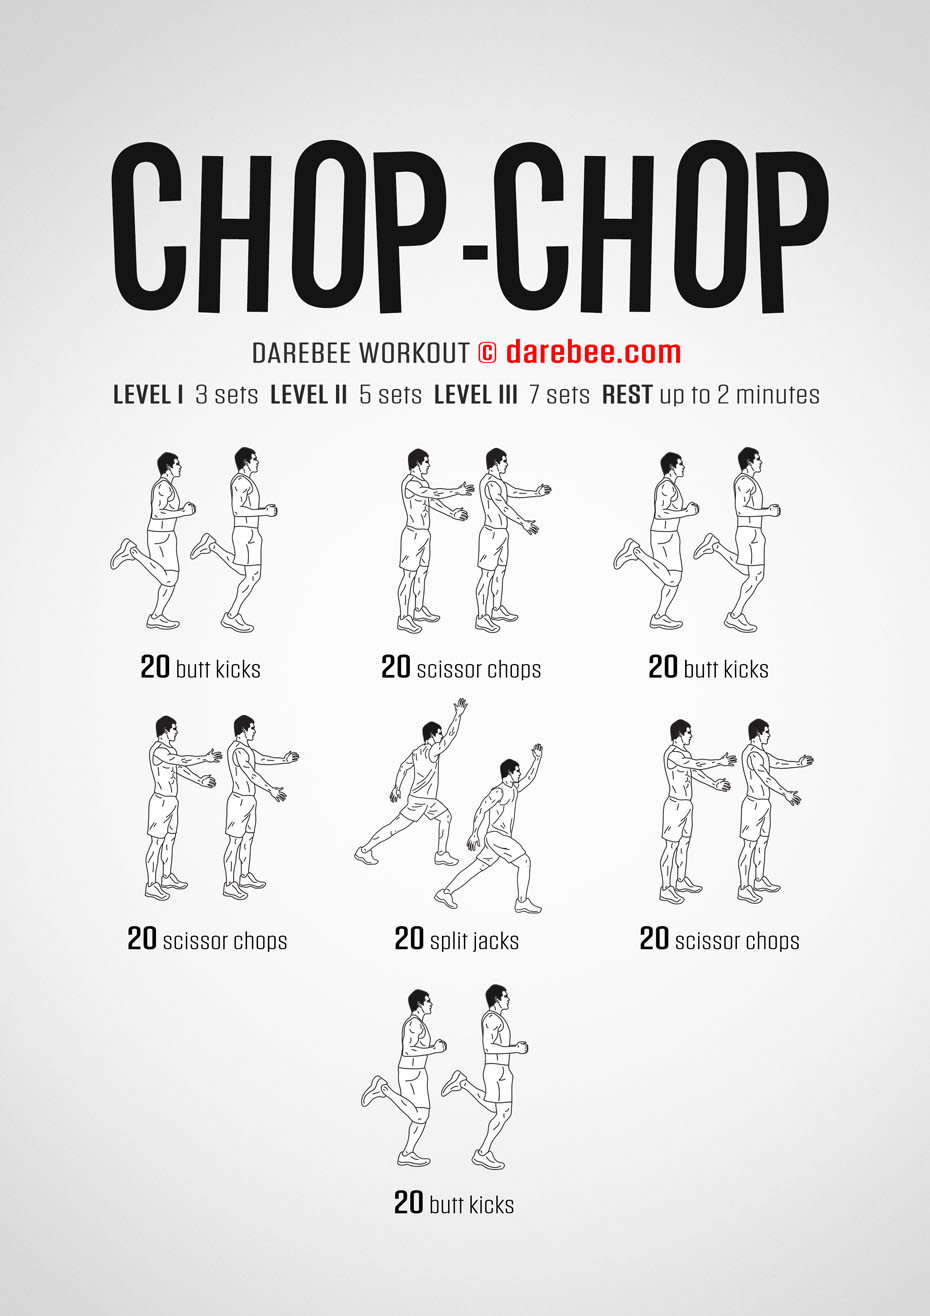 CHOP-CHOP
DAREBEE WORKOUT © darebee.com
LEVEL I 3 sets LEVEL II 5 sets LEVEL III 7 sets REST up to 2 minutes
20 butt kicks
20 scissor chops
20 butt kicks
20 scissor chops
20 split jacks
20 scissor chops
20 butt kicks